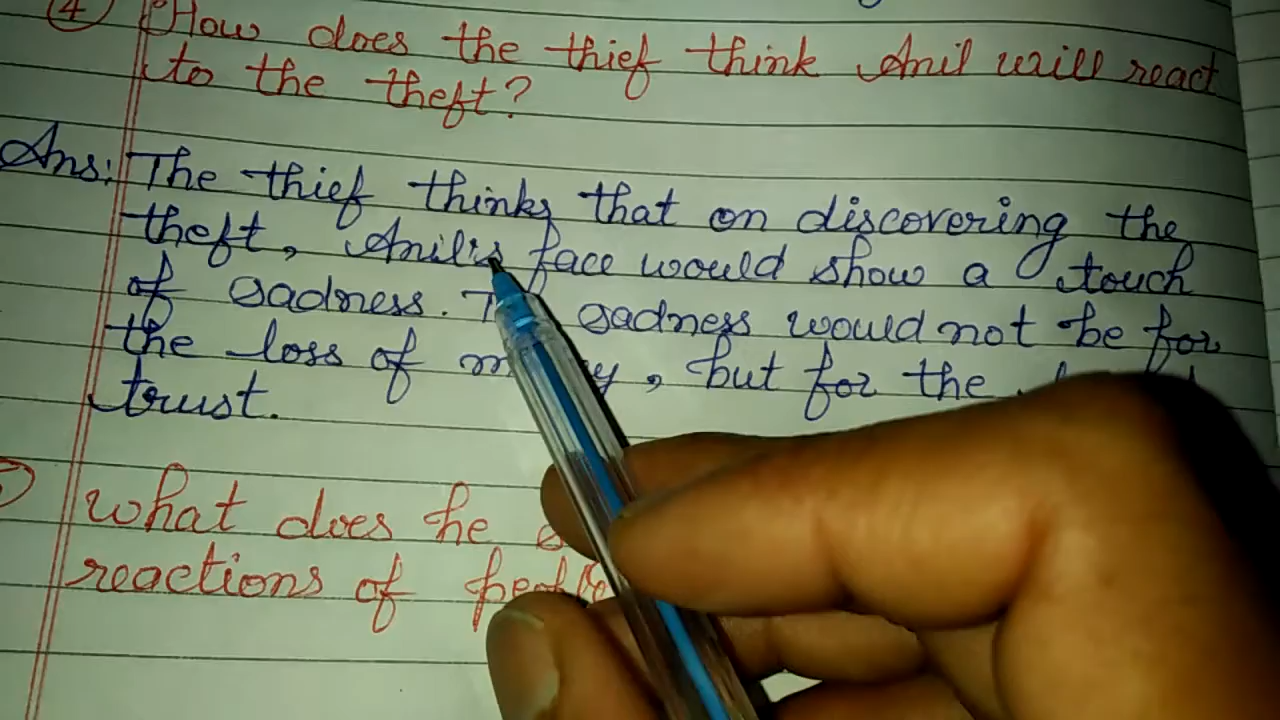 ④ How does the thief think Anil will react
to the theft?
Ans: The thief thinks that on discovering the
theft, Anil's face would show a touch
of sadness. sadness would not be for
the loss of but for the
trust.
What does he
reactions of